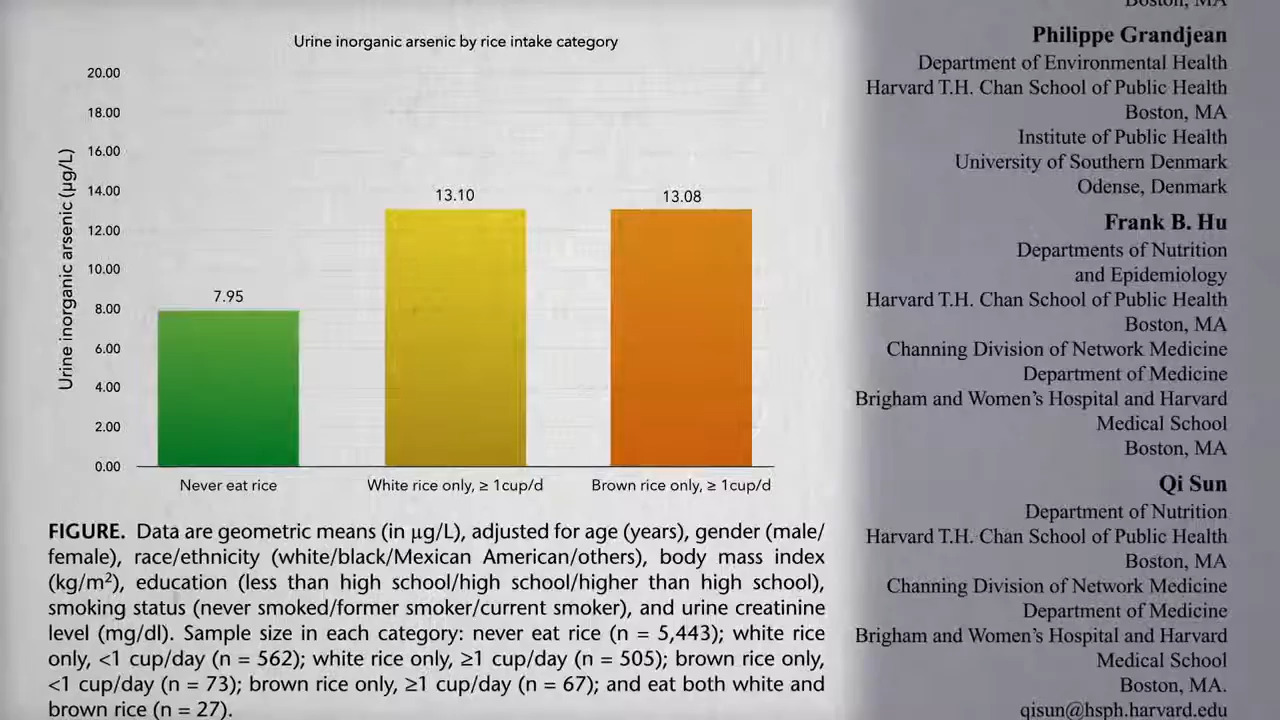 Urine inorganic arsenic by rice intake category
Urine inorganic arsenic (µg/L)
20.00
18.00
16.00
14.00
12.00
10.00
8.00
6.00
4.00
2.00
0.00
7.95
13.10
13.08
Never eat rice
White rice only, ≥ 1cup/d
Brown rice only, ≥ 1cup/d
FIGURE. Data are geometric means (in µg/L), adjusted for age (years), gender (male/
female), race/ethnicity (white/black/Mexican American/others), body mass index
(kg/m²), education (less than high school/high school/higher than high school),
smoking status (never smoked/former smoker/current smoker), and urine creatinine
level (mg/dl). Sample size in each category: never eat rice (n = 5,443); white rice
only, <1 cup/day (n = 562); white rice only, ≥1 cup/day (n = 505); brown rice only,
<1 cup/day (n = 73); brown rice only, ≥1 cup/day (n = 67); and eat both white and
brown rice (n = 27).
Boston, MA
Philippe Grandjean
Department of Environmental Health
Harvard T.H. Chan School of Public Health
Boston, MA
Institute of Public Health
University of Southern Denmark
Odense, Denmark
Frank B. Hu
Departments of Nutrition
and Epidemiology
Harvard T.H. Chan School of Public Health
Boston, MA
Channing Division of Network Medicine
Department of Medicine
Brigham and Women's Hospital and Harvard
Medical School
Boston, MA
Qi Sun
Department of Nutrition
Harvard T.H. Chan School of Public Health
Boston, MA
Channing Division of Network Medicine
Department of Medicine
Brigham and Women's Hospital and Harvard
Medical School
Boston, MA.
qisun@hsph.harvard.edu